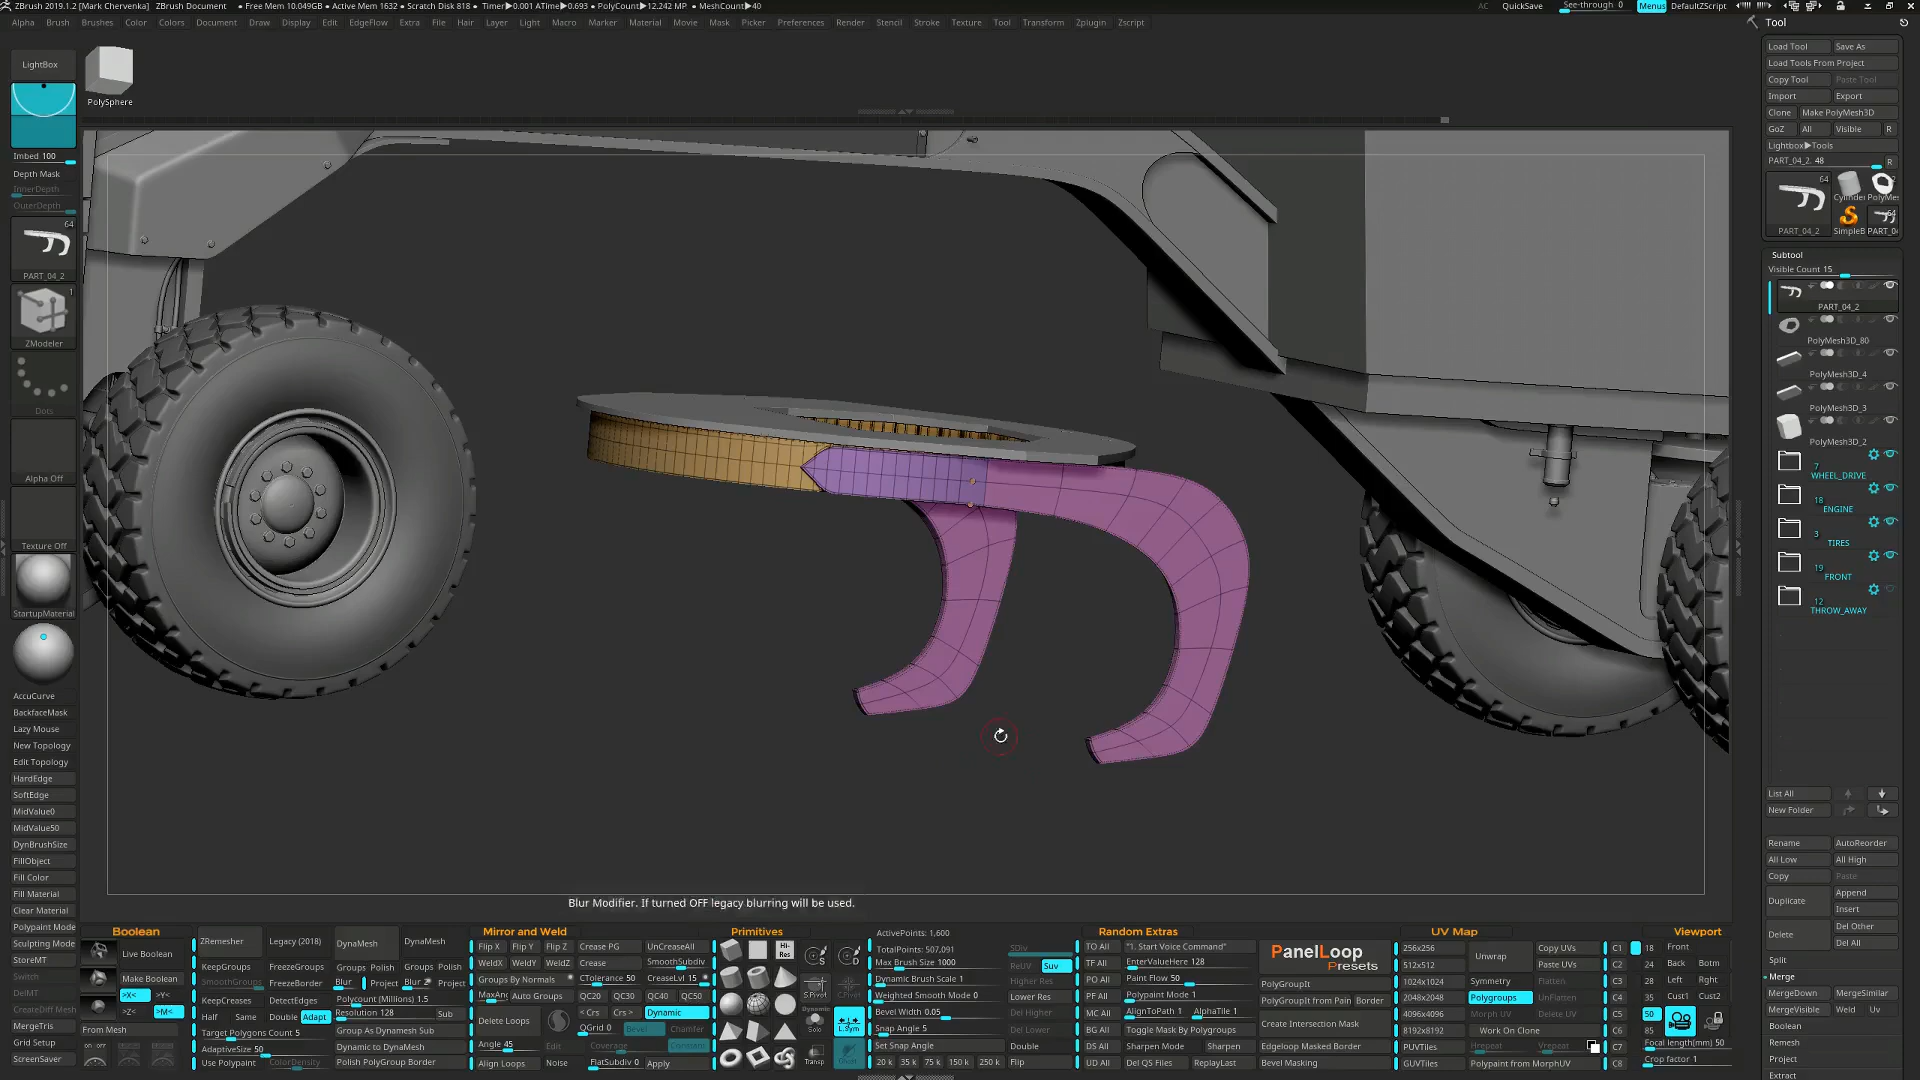 ZBrush 2019.1.2 [Mark Chervenka] ZBrush Document • Free Mem 10.049GB • Active Mem 1632 • Scratch Disk 818 • Timer▶0.001 ATime▶0.693 • PolyCount▶12.242 MP • MeshCount▶40
AC QuickSave See-through 0 Menus DefaultZScript
Alpha Brush Brushes Color Colors Document Draw Display Edit EdgeFlow Extra File Hair Layer Light Macro Marker Material Movie Mask Picker Preferences Render Stencil Stroke Texture Tool Transform Zplugin Zscript
Tool
LightBox
PolySphere
Imbed 100
Depth Mask
InnerDepth
OuterDepth
64
PART_04_2
1
ZModeler
Dots
Alpha Off
Texture Off
StartupMaterial
AccuCurve
BackfaceMask
Lazy Mouse
New Topology
Edit Topology
HardEdge
SoftEdge
MidValue0
MidValue50
DynBrushSize
FillObject
Fill Color
Fill Material
Clear Material
Polypaint Mode
Sculpting Mode
StoreMT
Switch
DelMT
CreateDiff Mesh
MergeTris
Grid Setup
ScreenSaver
Load Tool Save As
Load Tools From Project
Copy Tool Paste Tool
Import Export
Clone Make PolyMesh3D
GoZ All Visible R
Lightbox▶Tools
PART_04_2. 48 R
64
PART_04_2
Subtool
Visible Count 15
PART_04_2
PolyMesh3D_80
PolyMesh3D_4
PolyMesh3D_3
PolyMesh3D_2
7
WHEEL_DRIVE
18
ENGINE
3
TIRES
19
FRONT
12
THROW_AWAY
List All
New Folder
Rename AutoReorder
All Low All High
Copy Paste
Duplicate Append
Insert
Delete Del Other
Del All
Split
Merge
MergeDown MergeSimilar
MergeVisible Weld Uv
Boolean
Remesh
Project
Extract
Blur Modifier. If turned OFF legacy blurring will be used.
Boolean
Live Boolean
Make Boolean
>X< >Y<
>Z< >M<
From Mesh
ZRemesher Legacy (2018) DynaMesh DynaMesh
KeepGroups FreezeGroups Groups Polish Groups Polish
SmoothGroups FreezeBorder Blur Project Blur 2 Project
KeepCreases DetectEdges Polycount (Millions) 1.5
Half Same Double Adapt Resolution 128 Sub
Target Polygons Count 5 Group As Dynamesh Sub
AdaptiveSize 50 Dynamic to DynaMesh
Use Polypaint ColorDensity Polish PolyGroup Border
Mirror and Weld
Flip X Flip Y Flip Z Crease PG UnCreaseAll
WeldX WeldY WeldZ Crease SmoothSubdiv
Groups By Normals CTolerance 50 CreaseLvl 15
Auto Groups QC20 QC30 QC40 QC50
Delete Loops < Crs Crs > Dynamic
QGrid 0 Bevel Chamfer
Angle 45 Edit Coverage Constant
Align Loops Noise FlatSubdiv 0 Apply
Primitives
Hi-Res
S.Pivot C.Pivot
Dynamic
Solo L.Sym
Transp Ghost
ActivePoints: 1,600
TotalPoints: 507,091
Max Brush Size 1000
Dynamic Brush Scale 1
Weighted Smooth Mode 0
Bevel Width 0.05
Snap Angle 5
Set Snap Angle
20 k 35 k 75 k 150 k 250 k
SDiv
ReUV Suv
Higher Res
Lower Res
Del Higher
Del Lower
Double
Flip
Random Extras
TO All "1. Start Voice Command"
TF All EnterValueHere 128
PO All Paint Flow 50
PF All Polypaint Mode 1
MC All AlignToPath 1 AlphaTile 1
BG All Toggle Mask By Polygroups
DS All Sharpen Mode Sharpen
UD All Del QS Files ReplayLast
PanelLoop
Presets
PolyGroupIt
PolyGroupIt from Pain Border
Create Intersection Mask
Edgeloop Masked Border
Bevel Masking
UV Map
256x256 Unwrap Copy UVs
512x512 Paste UVs
1024x1024 Symmetry Flatten
2048x2048 Polygroups UnFlatten
4096x4096 Morph UV Delete UV
8192x8192 Work On Clone
PUVTiles Hrepeat Vrepeat
GUVTiles Polypaint from MorphUV
C1
C2
C3
C4
C5
C6
C7
C8
Viewport
18 Front
24 Back Botm
28 Left Right
35 Cust1 Cust2
50
85
Focal length(mm) 50
Crop factor 1